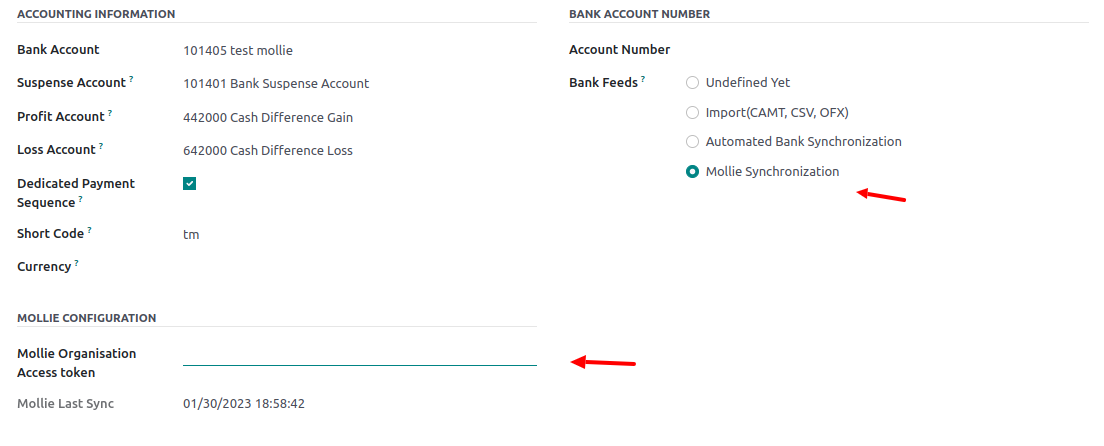 ACCOUNTING INFORMATION
Bank Account 101405 test mollie
Suspense Account ? 101401 Bank Suspense Account
Profit Account ? 442000 Cash Difference Gain
Loss Account ? 642000 Cash Difference Loss
Dedicated Payment
Sequence ?
Short Code ? tm
Currency ?
BANK ACCOUNT NUMBER
Account Number
Bank Feeds ? Undefined Yet
Import(CAMT, CSV, OFX)
Automated Bank Synchronization
Mollie Synchronization
MOLLIE CONFIGURATION
Mollie Organisation
Access token
Mollie Last Sync 01/30/2023 18:58:42